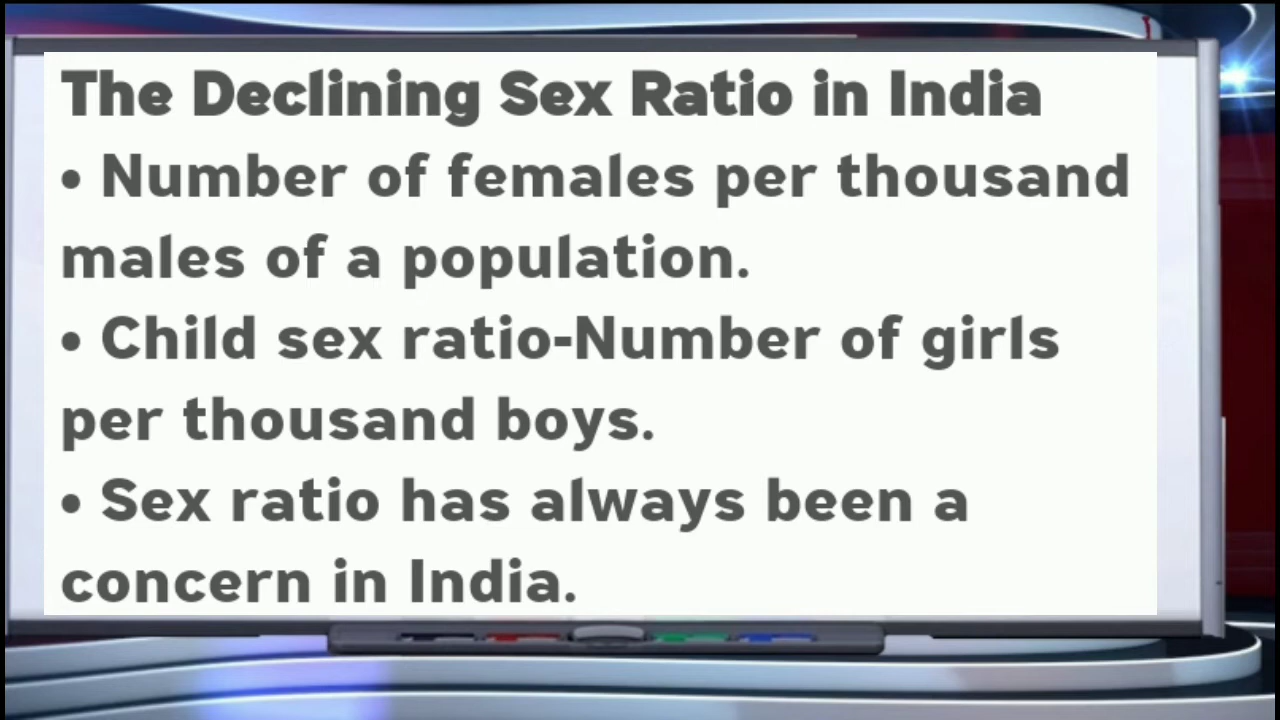 The Declining Sex Ratio in India
• Number of females per thousand
males of a population.
• Child sex ratio-Number of girls
per thousand boys.
• Sex ratio has always been a
concern in India.